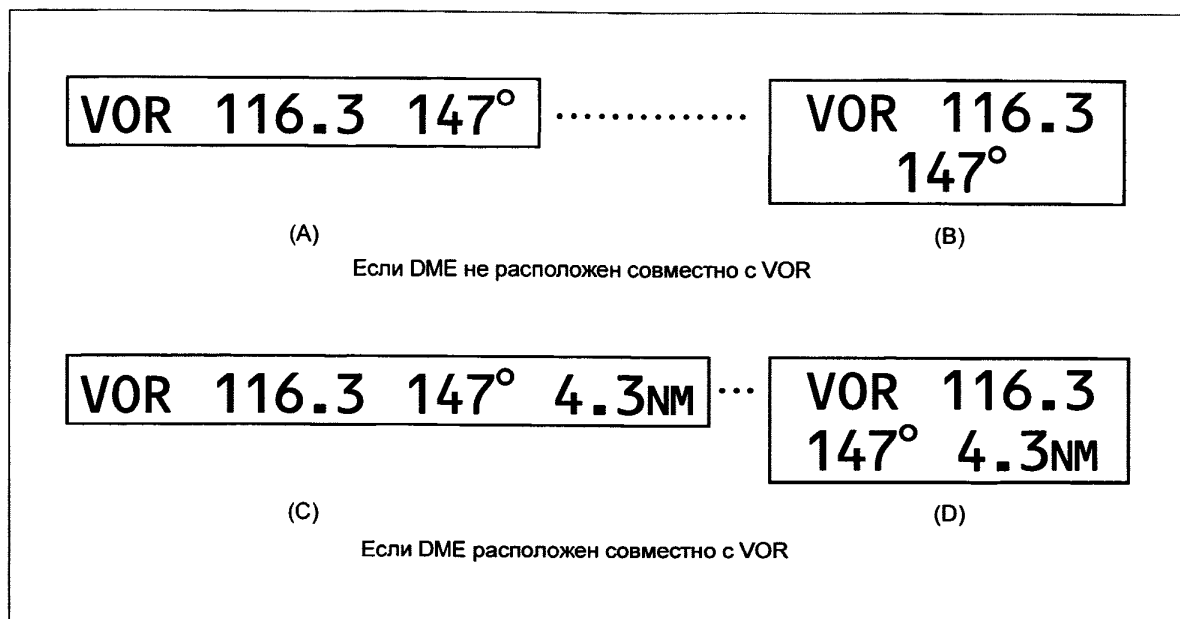 VOR 116.3 147°
VOR 116.3
147°
(A)
(B)
Если DME не расположен совместно с VOR
VOR 116.3 147° 4.3NM
VOR 116.3
147° 4.3NM
(C)
(D)
Если DME расположен совместно с VOR